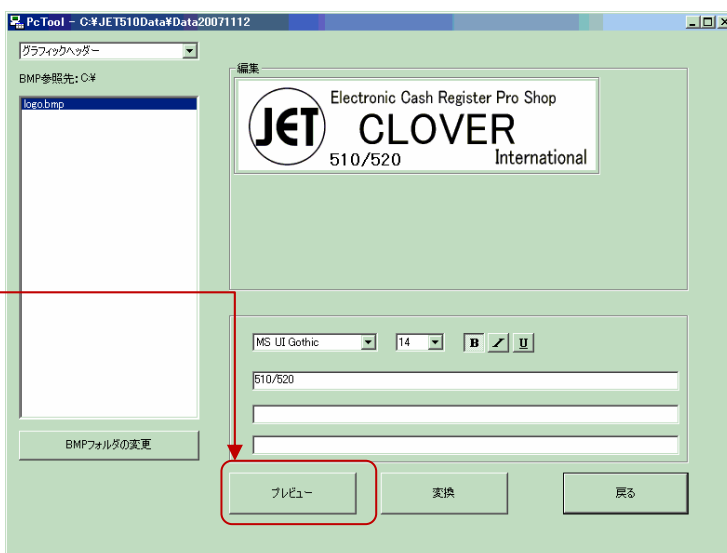 PcTool - C:¥JET510Data¥Data20071112
グラフィックヘッダー
BMP参照先:C¥
logo.bmp
BMPフォルダの変更
編集
JET
Electronic Cash Register Pro Shop
CLOVER
510/520 International
MS UI Gothic 14 B I U
510/520
プレビュー 変換 戻る